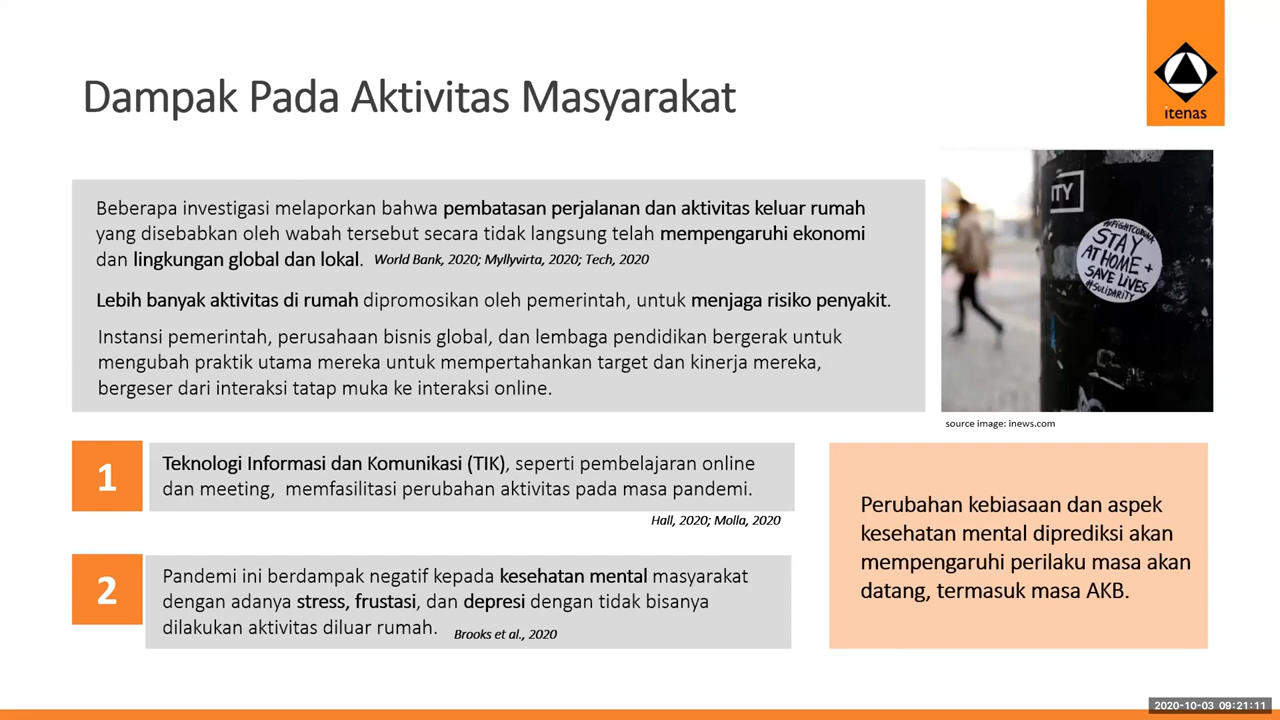 Dampak Pada Aktivitas Masyarakat
itenas
Beberapa investigasi melaporkan bahwa pembatasan perjalanan dan aktivitas keluar rumah
yang disebabkan oleh wabah tersebut secara tidak langsung telah mempengaruhi ekonomi
dan lingkungan global dan lokal. World Bank, 2020; Myllyvirta, 2020; Tech, 2020
Lebih banyak aktivitas di rumah dipromosikan oleh pemerintah, untuk menjaga risiko penyakit.
Instansi pemerintah, perusahaan bisnis global, dan lembaga pendidikan bergerak untuk
mengubah praktik utama mereka untuk mempertahankan target dan kinerja mereka,
bergeser dari interaksi tatap muka ke interaksi online.
ITY
STAY
AT HOME +
SAVE LIVES
#SOLIDARITY
source image: inews.com
1
Teknologi Informasi dan Komunikasi (TIK), seperti pembelajaran online
dan meeting, memfasilitasi perubahan aktivitas pada masa pandemi.
Hall, 2020; Molla, 2020
2
Pandemi ini berdampak negatif kepada kesehatan mental masyarakat
dengan adanya stress, frustasi, dan depresi dengan tidak bisanya
dilakukan aktivitas diluar rumah. Brooks et al., 2020
Perubahan kebiasaan dan aspek
kesehatan mental diprediksi akan
mempengaruhi perilaku masa akan
datang, termasuk masa AKB.
2020-10-03 09:21:11